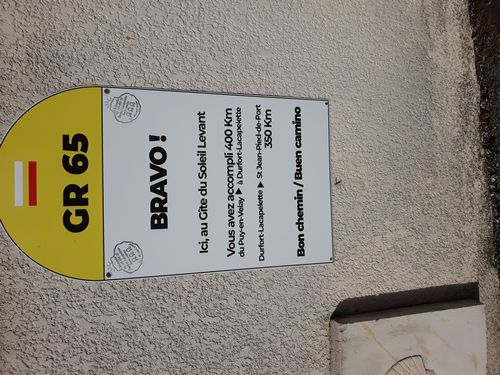 GR 65
BRAVO !
Ici, au Gîte du Soleil Levant
Vous avez accompli 400 Km
du Puy-en-Velay ▶ à Durfort-Lacapelette
Durfort-Lacapelette ▶ St Jean-Pied-de-Port
350 Km
Bon chemin / Buen camino